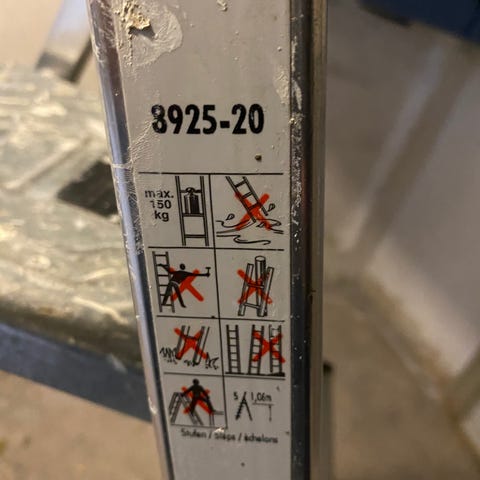 8925-20
max.
150
kg
5 1,06m
Stufen / Steps / échelons